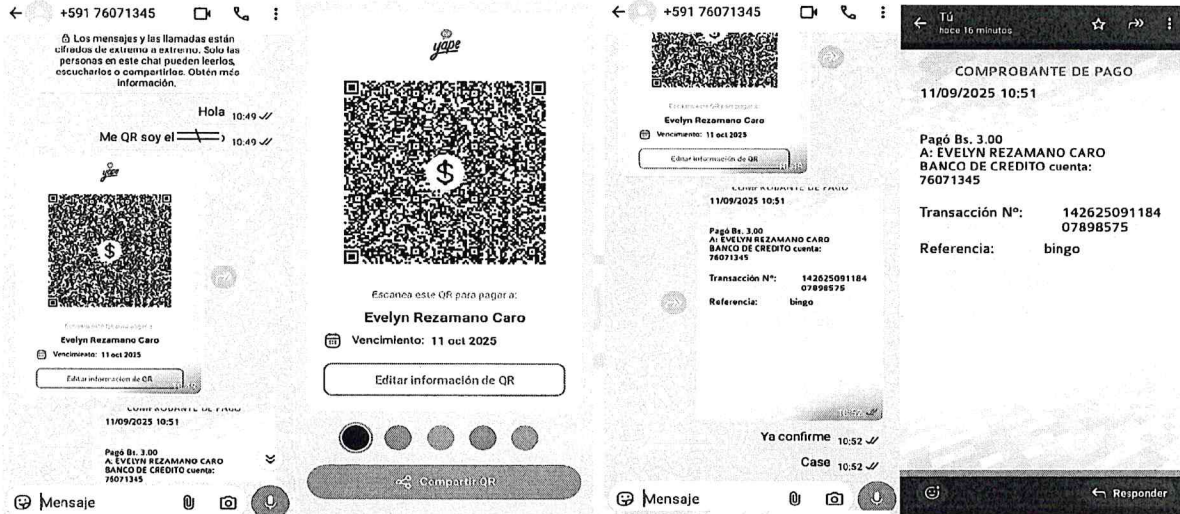 +591 76071345
Los mensajes y las llamadas están
cifrados de extremo a extremo. Solo las
personas en este chat pueden leerlos,
escucharlos o compartirlos. Obtén más
información.
Hola 10:49
Me QR soy el 10:49
yape
$
Evelyn Rezamano Caro
Vencimiento: 11 oct 2025
Editar información de QR
COMPROBANTE DE PAGO
11/09/2025 10:51
Pagó Bs. 3.00
A: EVELYN REZAMANO CARO
BANCO DE CREDITO cuenta:
76071345
Mensaje
yape
$
Escanea este QR para pagar a:
Evelyn Rezamano Caro
Vencimiento: 11 oct 2025
Editar información de QR
Compartir QR
+591 76071345
Escanea este QR para pagar a:
Evelyn Rezamano Caro
Vencimiento: 11 oct 2025
Editar información de QR
COMPROBANTE DE PAGO
11/09/2025 10:51
Pagó Bs. 3.00
A: EVELYN REZAMANO CARO
BANCO DE CREDITO cuenta:
76071345
Transacción Nº: 142625091184
07898575
Referencia: bingo
10:52
Ya confirme 10:52
Case 10:52
Mensaje
Tú
hace 16 minutos
COMPROBANTE DE PAGO
11/09/2025 10:51
Pagó Bs. 3.00
A: EVELYN REZAMANO CARO
BANCO DE CREDITO cuenta:
76071345
Transacción Nº: 142625091184
07898575
Referencia: bingo
Responder